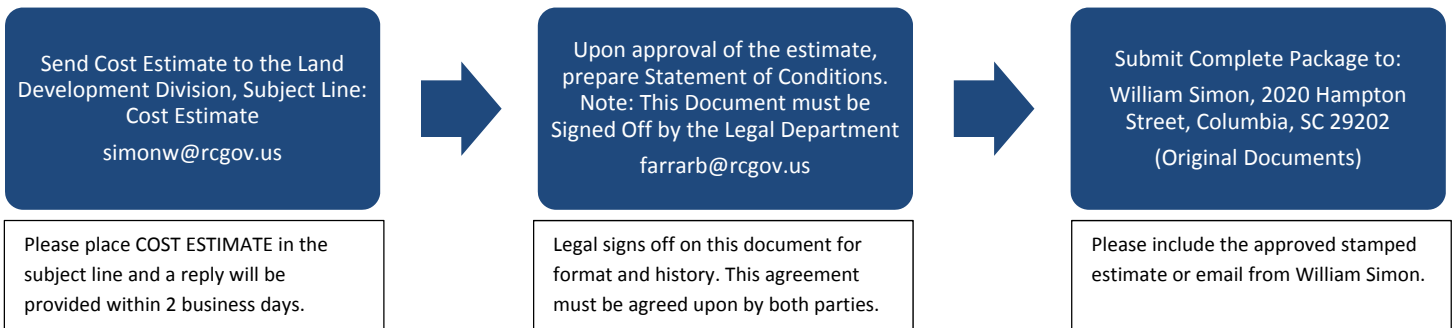 Send Cost Estimate to the Land
Development Division, Subject Line:
Cost Estimate
simonw@rcgov.us
Please place COST ESTIMATE in the
subject line and a reply will be
provided within 2 business days.
Upon approval of the estimate,
prepare Statement of Conditions.
Note: This Document must be
Signed Off by the Legal Department
farrarb@rcgov.us
Legal signs off on this document for
format and history. This agreement
must be agreed upon by both parties.
Submit Complete Package to:
William Simon, 2020 Hampton
Street, Columbia, SC 29202
(Original Documents)
Please include the approved stamped
estimate or email from William Simon.